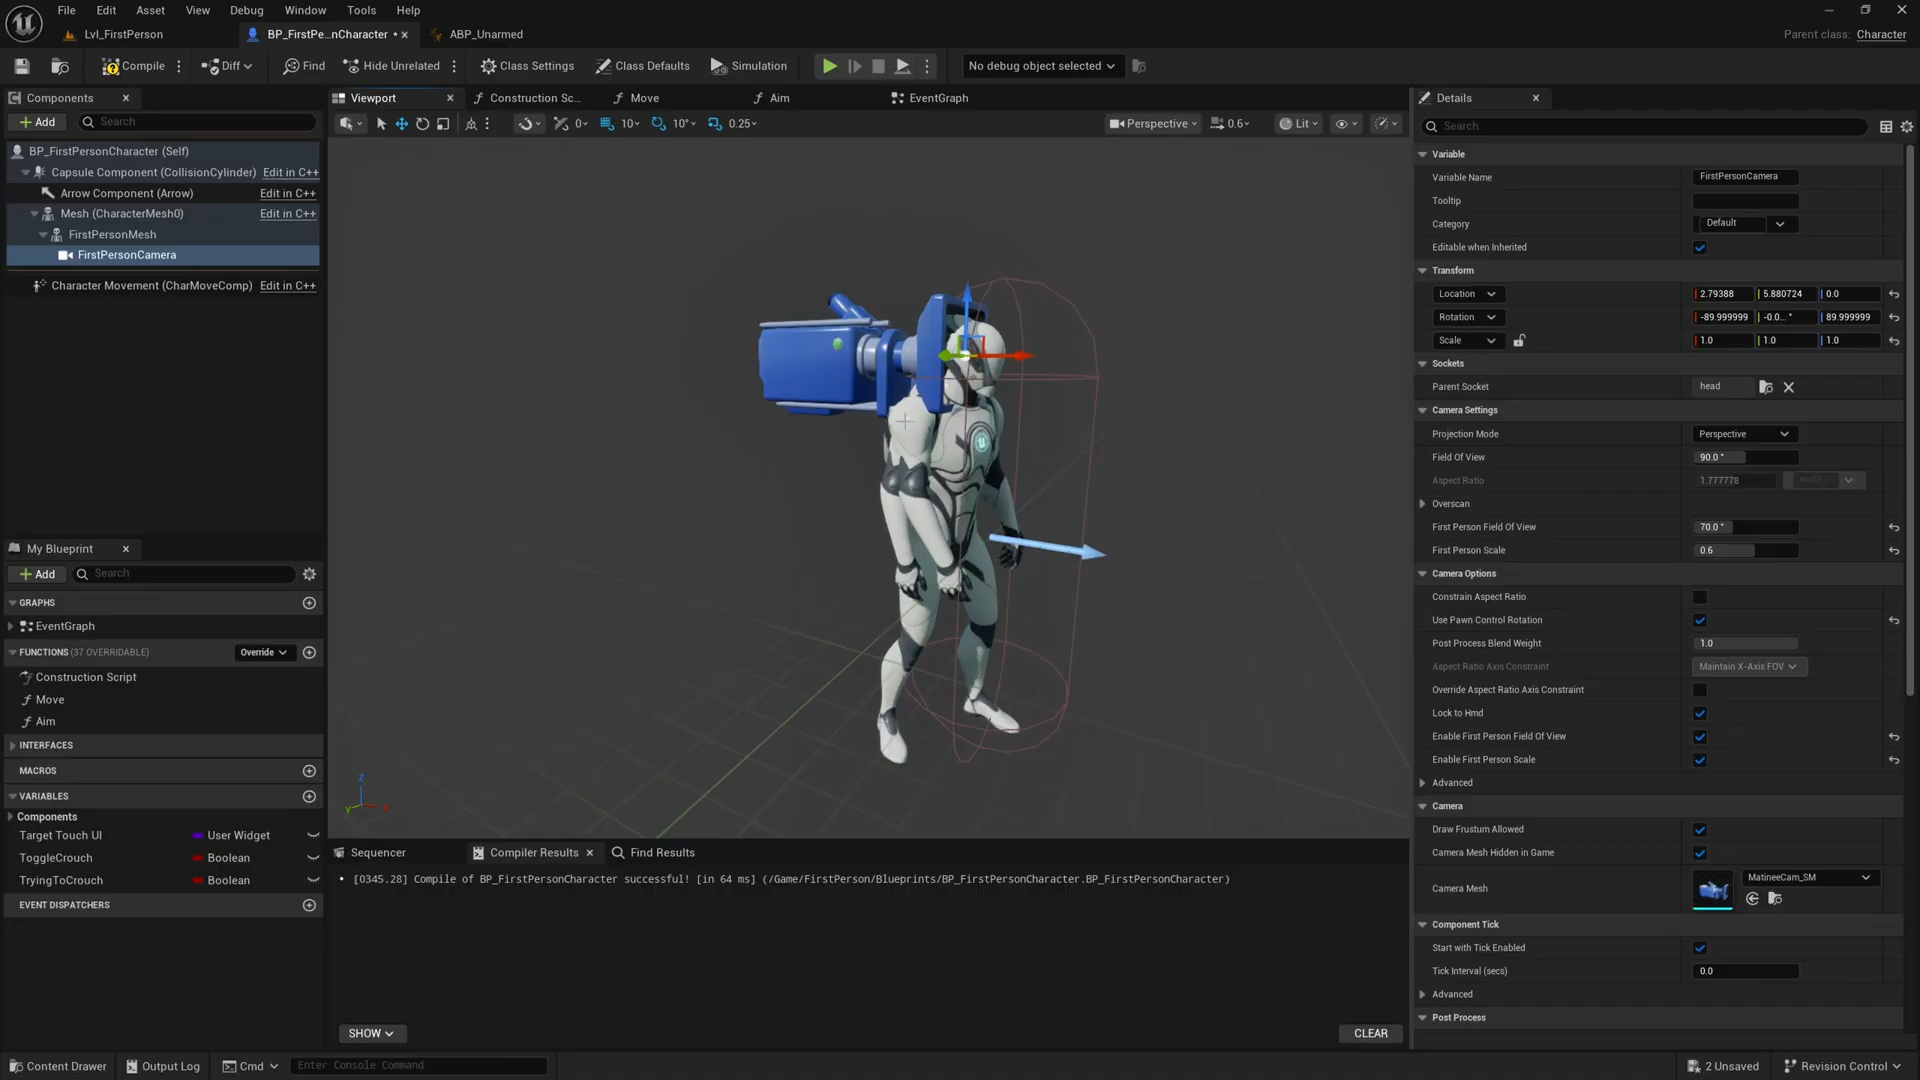 File Edit Asset View Debug Window Tools Help
Lvl_FirstPerson
BP_FirstPe...nCharacter •
ABP_Unarmed
Parent class: Character
Compile
Diff
Find
Hide Unrelated
Class Settings
Class Defaults
Simulation
No debug object selected
Components
Add
Search
BP_FirstPersonCharacter (Self)
Capsule Component (CollisionCylinder) Edit in C++
Arrow Component (Arrow) Edit in C++
Mesh (CharacterMesh0) Edit in C++
FirstPersonMesh
FirstPersonCamera
Character Movement (CharMoveComp) Edit in C++
My Blueprint
Add
Search
GRAPHS
EventGraph
FUNCTIONS (37 OVERRIDABLE) Override
Construction Script
Move
Aim
INTERFACES
MACROS
VARIABLES
Components
Target Touch UI User Widget
ToggleCrouch Boolean
TryingToCrouch Boolean
EVENT DISPATCHERS
Viewport
Construction Sc...
Move
Aim
EventGraph
0
10
10°
0.25
Perspective
0.6
Lit
Z
X
Y
Sequencer
Compiler Results
Find Results
• [0345.28] Compile of BP_FirstPersonCharacter successful! [in 64 ms] (/Game/FirstPerson/Blueprints/BP_FirstPersonCharacter.BP_FirstPersonCharacter)
SHOW
CLEAR
Details
Search
Variable
Variable Name FirstPersonCamera
Tooltip
Category Default
Editable when Inherited
Transform
Location 2.79388 5.880724 0.0
Rotation -89.999999 -0.0... ° 89.999999
Scale 1.0 1.0 1.0
Sockets
Parent Socket head
Camera Settings
Projection Mode Perspective
Field Of View 90.0 °
Aspect Ratio 1.777778
Overscan
First Person Field Of View 70.0 °
First Person Scale 0.6
Camera Options
Constrain Aspect Ratio
Use Pawn Control Rotation
Post Process Blend Weight 1.0
Aspect Ratio Axis Constraint Maintain X-Axis FOV
Override Aspect Ratio Axis Constraint
Lock to Hmd
Enable First Person Field Of View
Enable First Person Scale
Advanced
Camera
Draw Frustum Allowed
Camera Mesh Hidden in Game
Camera Mesh MatineeCam_SM
Component Tick
Start with Tick Enabled
Tick Interval (secs) 0.0
Advanced
Post Process
Content Drawer
Output Log
Cmd
Enter Console Command
2 Unsaved
Revision Control